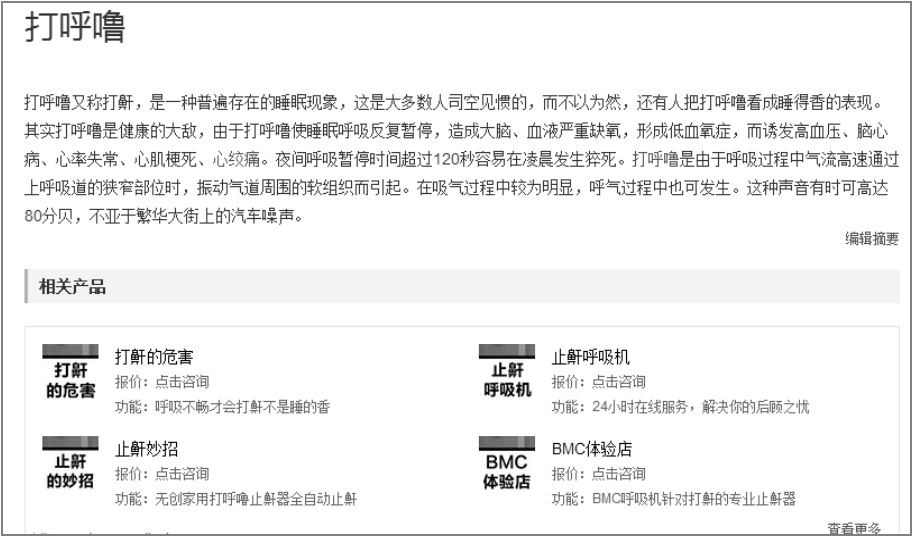 打呼噜
打呼噜又称打鼾，是一种普遍存在的睡眠现象，这是大多数人司空见惯的，而不以为然，还有人把打呼噜看成睡得香的表现。
其实打呼噜是健康的大敌，由于打呼噜使睡眠呼吸反复暂停，造成大脑、血液严重缺氧，形成低血氧症，而诱发高血压、脑心
病、心率失常、心肌梗死、心绞痛。夜间呼吸暂停时间超过120秒容易在凌晨发生猝死。打呼噜是由于呼吸过程中气流高速通过
上呼吸道的狭窄部位时，振动气道周围的软组织而引起。在吸气过程中较为明显，呼气过程中也可发生。这种声音有时可高达
80分贝，不亚于繁华大街上的汽车噪声。
编辑摘要
相关产品
打鼾
的危害
打鼾的危害
报价：点击咨询
功能：呼吸不畅才会打鼾不是睡的香
止鼾
呼吸机
止鼾呼吸机
报价：点击咨询
功能：24小时在线服务，解决你的后顾之忧
止鼾
的妙招
止鼾妙招
报价：点击咨询
功能：无创家用打呼噜止鼾器全自动止鼾
BMC
体验店
BMC体验店
报价：点击咨询
功能：BMC呼吸机针对打鼾的专业止鼾器
查看更多